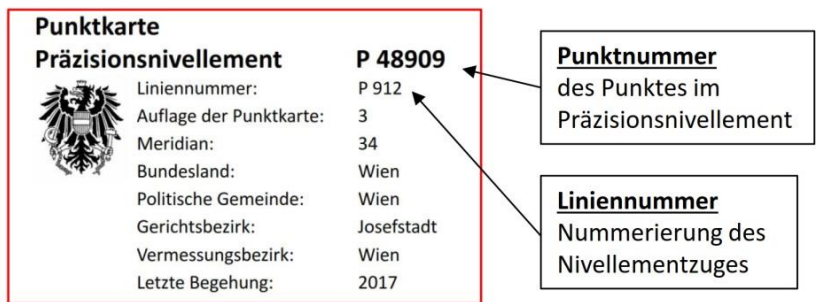 Punktkarte
Präzisionsnivellement P 48909
Liniennummer: P 912
Auflage der Punktkarte: 3
Meridian: 34
Bundesland: Wien
Politische Gemeinde: Wien
Gerichtsbezirk: Josefstadt
Vermessungsbezirk: Wien
Letzte Begehung: 2017
Punktnummer
des Punktes im
Präzisionsnivellement
Liniennummer
Nummerierung des
Nivellementzuges